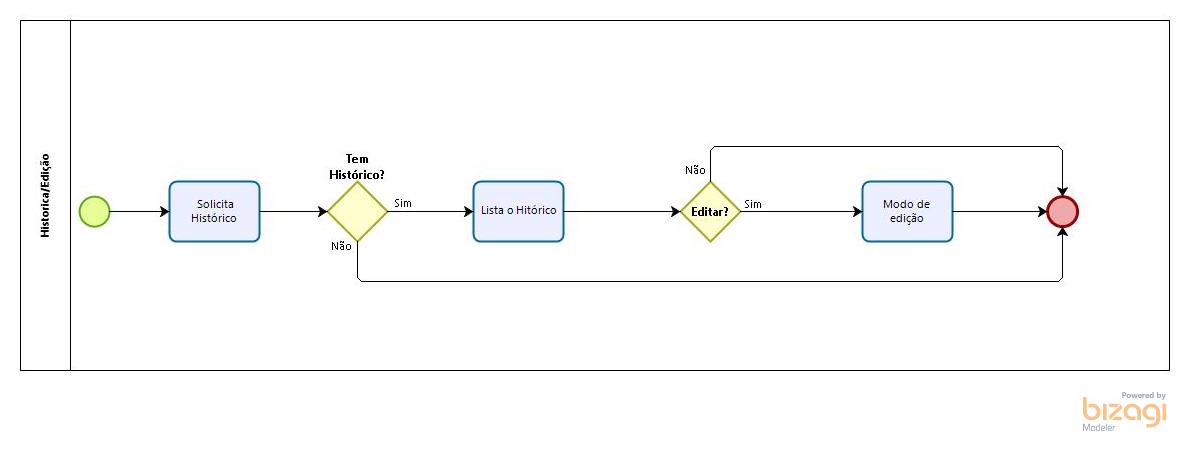 Historica/Edição
Solicita
Histórico
Tem
Histórico?
Sim
Não
Lista o Hitórico
Não
Editar?
Sim
Modo de
edição
Powered by
bizagi
Modeler